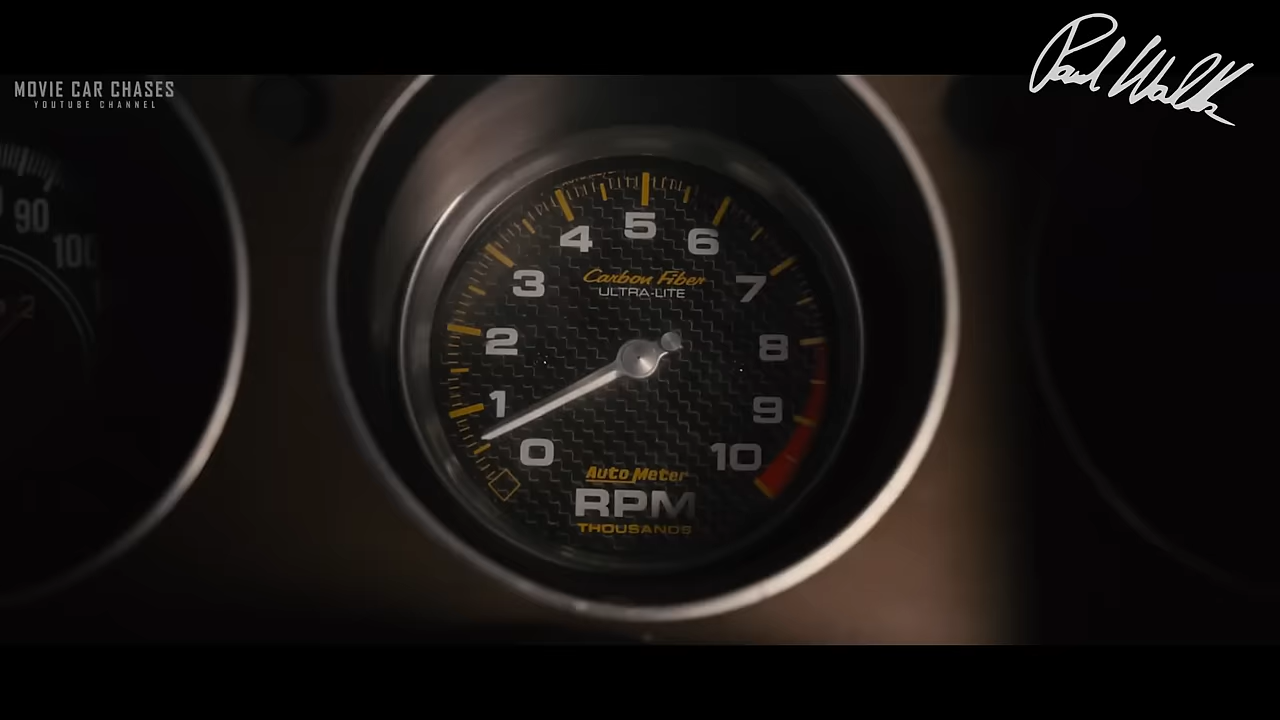 MOVIE CAR CHASES
YOUTUBE CHANNEL
Paul Walker
90
100
2
4 5 6
3 7
2 8
1 9
0 10
Carbon Fiber
ULTRA-LITE
Auto Meter
RPM
THOUSANDS